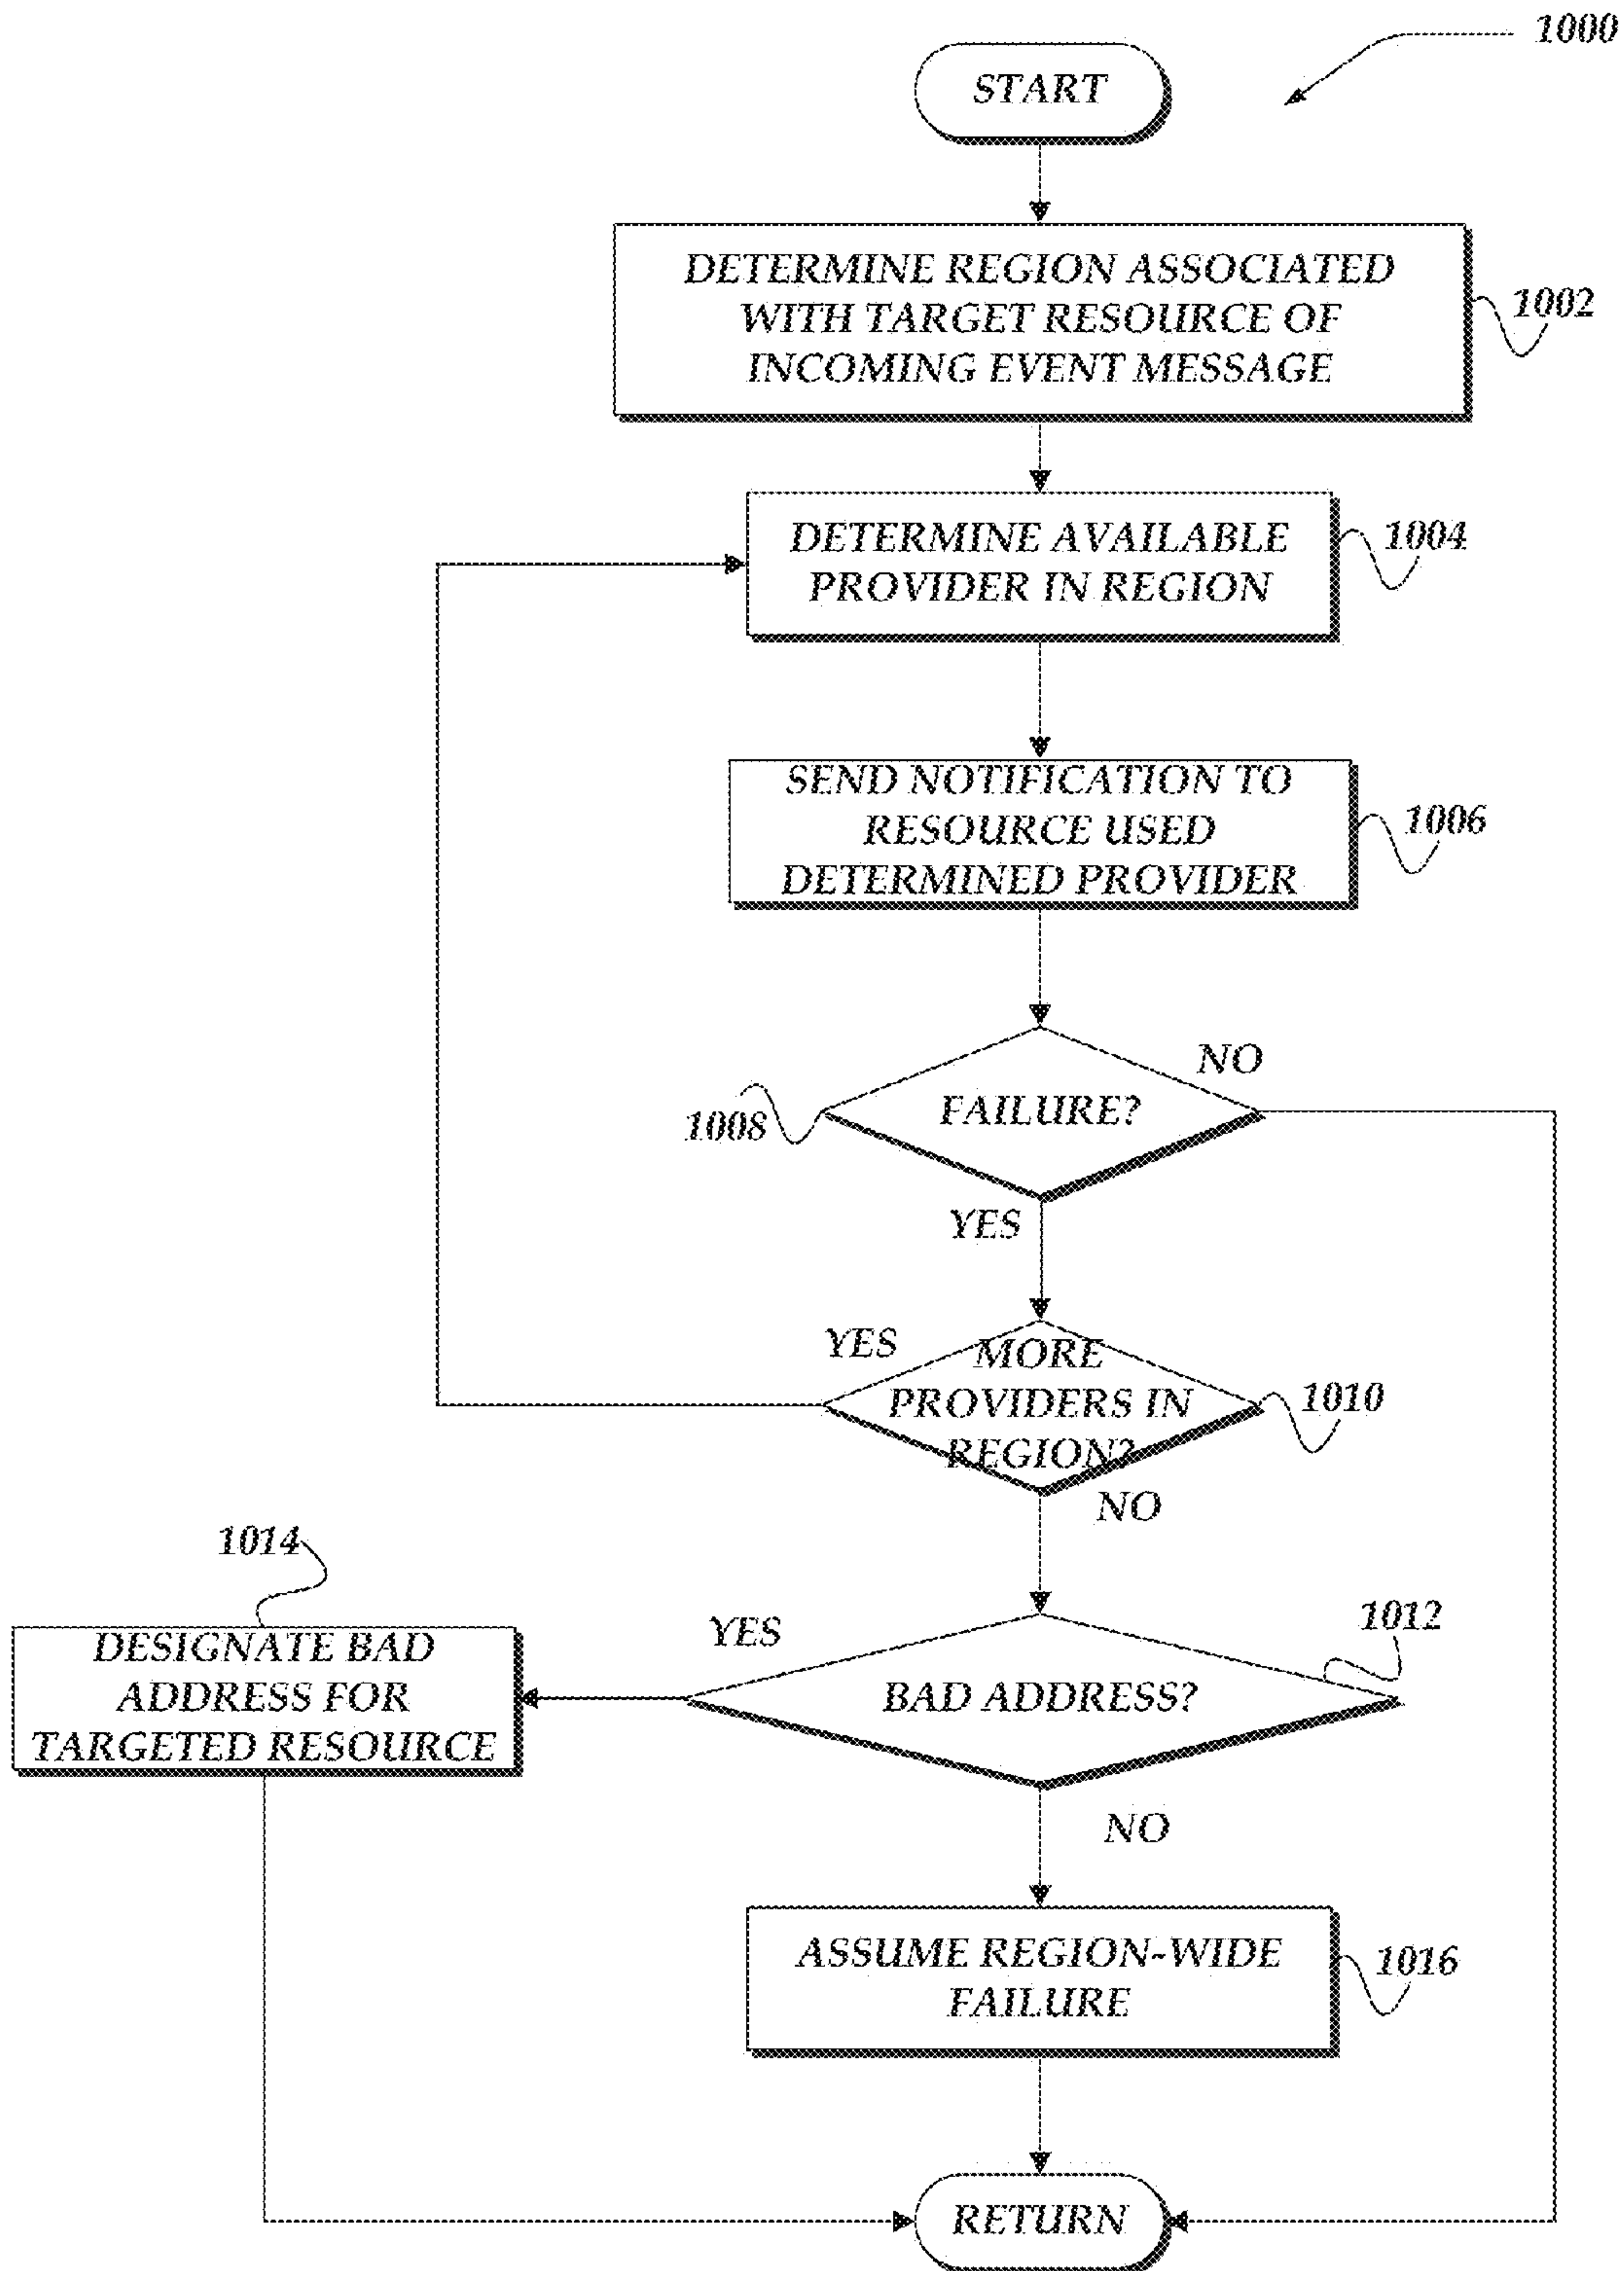 1000
START
DETERMINE REGION ASSOCIATED
WITH TARGET RESOURCE OF
INCOMING EVENT MESSAGE
1002
DETERMINE AVAILABLE
PROVIDER IN REGION
1004
SEND NOTIFICATION TO
RESOURCE USED
DETERMINED PROVIDER
1006
NO
FAILURE?
1008
YES
YES
MORE
PROVIDERS IN
REGION?
1010
NO
1014
DESIGNATE BAD
ADDRESS FOR
TARGETED RESOURCE
YES
1012
BAD ADDRESS?
NO
ASSUME REGION-WIDE
FAILURE
1016
RETURN